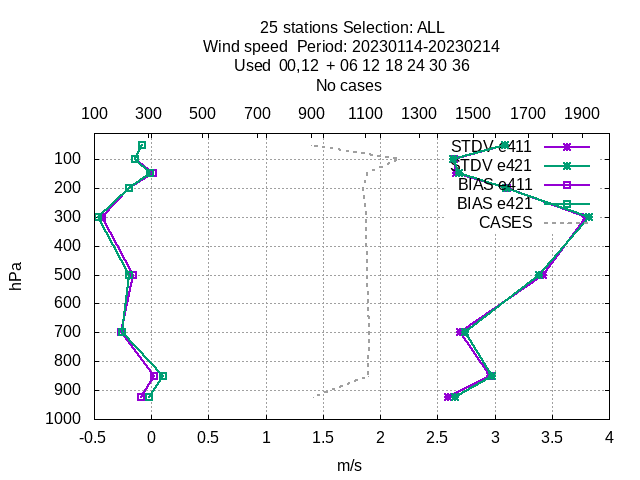 25 stations Selection: ALL
Wind speed  Period: 20230114-20230214
Used  00,12  + 06 12 18 24 30 36
No cases
100 300 500 700 900 1100 1300 1500 1700 1900
STDV e411
STDV e421
BIAS e411
BIAS e421
CASES
100
200
300
400
500
600
700
800
900
1000
hPa
-0.5 0 0.5 1 1.5 2 2.5 3 3.5 4
m/s